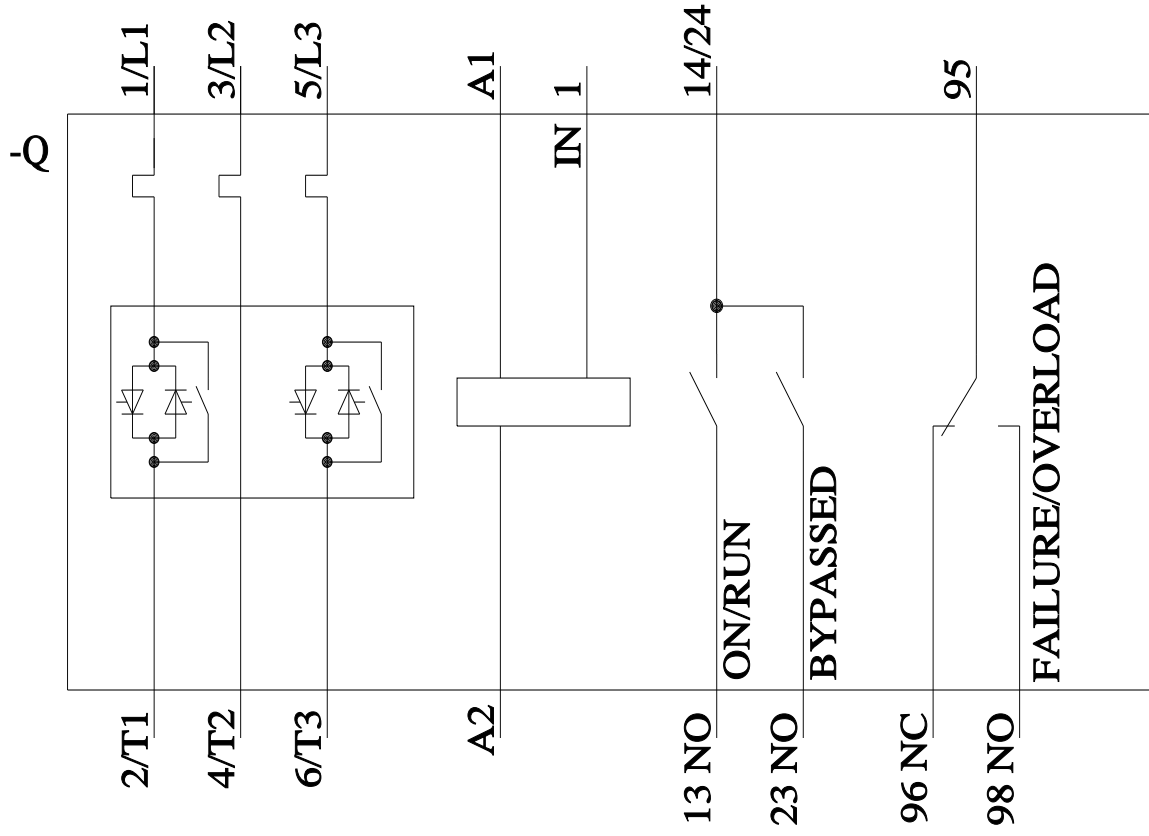 1/L1
3/L2
5/L3
A1
1
14/24
95
-Q
IN
ON/RUN
BYPASSED
FAILURE/OVERLOAD
2/T1
4/T2
6/T3
A2
13 NO
23 NO
96 NC
98 NO